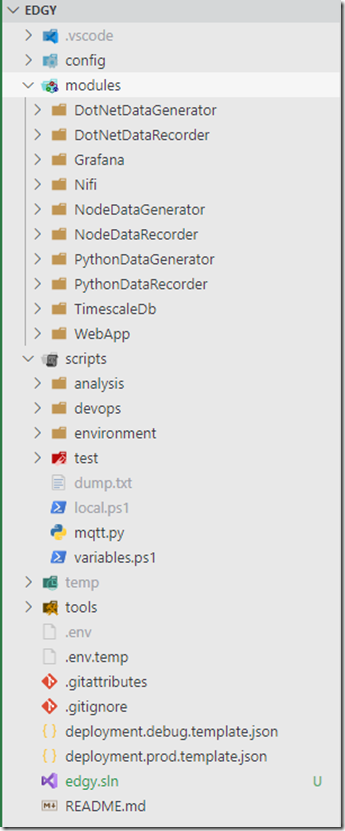 EDGY
.vscode
config
modules
DotNetDataGenerator
DotNetDataRecorder
Grafana
Nifi
NodeDataGenerator
NodeDataRecorder
PythonDataGenerator
PythonDataRecorder
TimescaleDb
WebApp
scripts
analysis
devops
environment
test
dump.txt
local.ps1
mqtt.py
variables.ps1
temp
tools
.env
.env.temp
.gitattributes
.gitignore
deployment.debug.template.json
deployment.prod.template.json
edgy.sln U
README.md